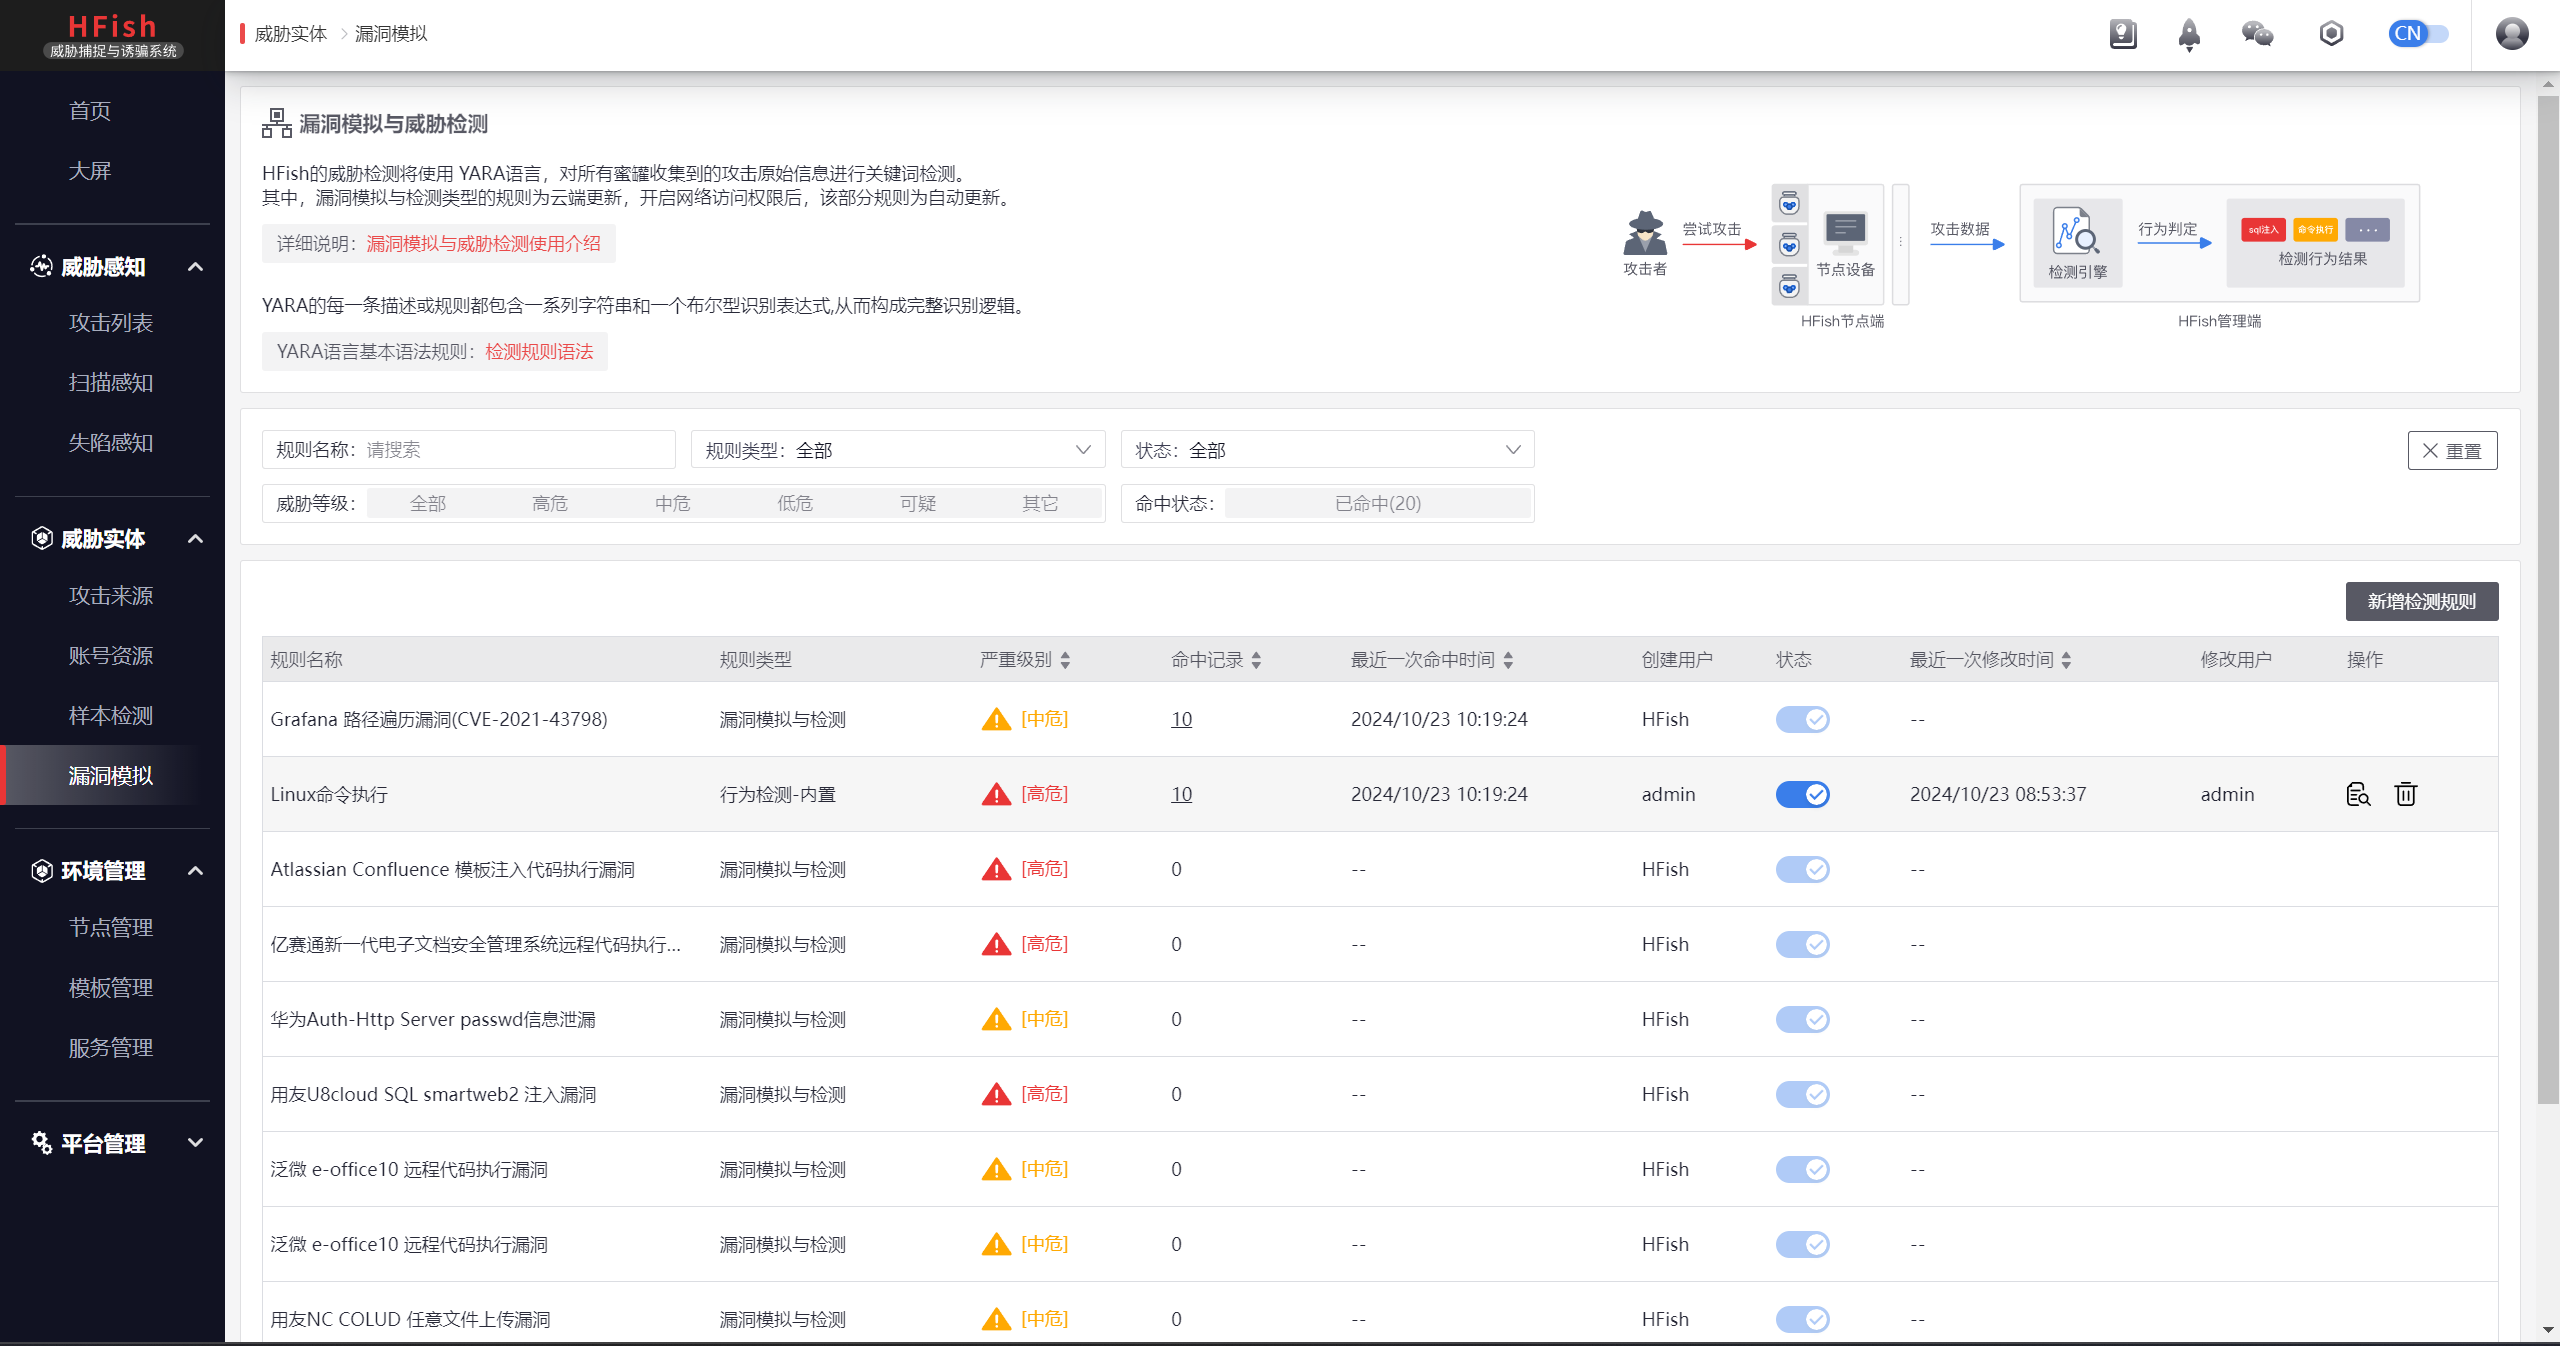 HFish
威胁捕捉与诱骗系统
首页
大屏
威胁感知
攻击列表
扫描感知
失陷感知
威胁实体
攻击来源
账号资源
样本检测
漏洞模拟
环境管理
节点管理
模板管理
服务管理
平台管理
威胁实体 > 漏洞模拟
CN
漏洞模拟与威胁检测
HFish的威胁检测将使用 YARA语言，对所有蜜罐收集到的攻击原始信息进行关键词检测。
其中，漏洞模拟与检测类型的规则为云端更新，开启网络访问权限后，该部分规则为自动更新。
详细说明：漏洞模拟与威胁检测使用介绍
YARA的每一条描述或规则都包含一系列字符串和一个布尔型识别表达式,从而构成完整识别逻辑。
YARA语言基本语法规则：检测规则语法
攻击者
尝试攻击
节点设备
HFish节点端
攻击数据
检测引擎
行为判定
sql注入 命令执行 ...
检测行为结果
HFish管理端
规则名称：请搜索 规则类型：全部 状态：全部 重置
威胁等级： 全部 高危 中危 低危 可疑 其它 命中状态： 已命中(20)
新增检测规则
规则名称 规则类型 严重级别 命中记录 最近一次命中时间 创建用户 状态 最近一次修改时间 修改用户 操作
Grafana 路径遍历漏洞(CVE-2021-43798) 漏洞模拟与检测 [中危] 10 2024/10/23 10:19:24 HFish --
Linux命令执行 行为检测-内置 [高危] 10 2024/10/23 10:19:24 admin 2024/10/23 08:53:37 admin
Atlassian Confluence 模板注入代码执行漏洞 漏洞模拟与检测 [高危] 0 -- HFish --
亿赛通新一代电子文档安全管理系统远程代码执行... 漏洞模拟与检测 [高危] 0 -- HFish --
华为Auth-Http Server passwd信息泄漏 漏洞模拟与检测 [中危] 0 -- HFish --
用友U8cloud SQL smartweb2 注入漏洞 漏洞模拟与检测 [高危] 0 -- HFish --
泛微 e-office10 远程代码执行漏洞 漏洞模拟与检测 [中危] 0 -- HFish --
泛微 e-office10 远程代码执行漏洞 漏洞模拟与检测 [中危] 0 -- HFish --
用友NC COLUD 任意文件上传漏洞 漏洞模拟与检测 [中危] 0 -- HFish --